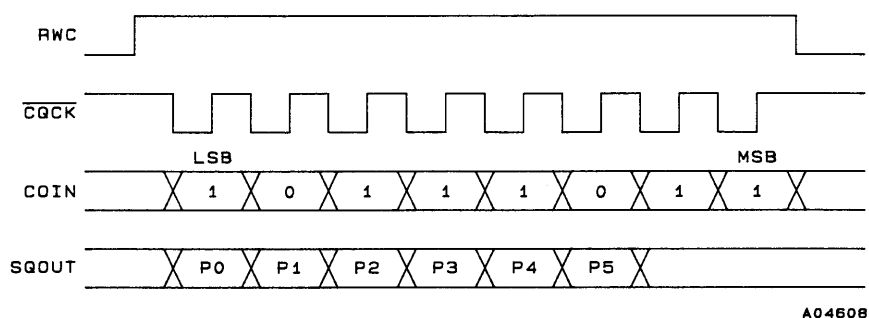 RWC
CQCK
LSB MSB
COIN 1 0 1 1 1 0 1 1
SQOUT P0 P1 P2 P3 P4 P5
A04608